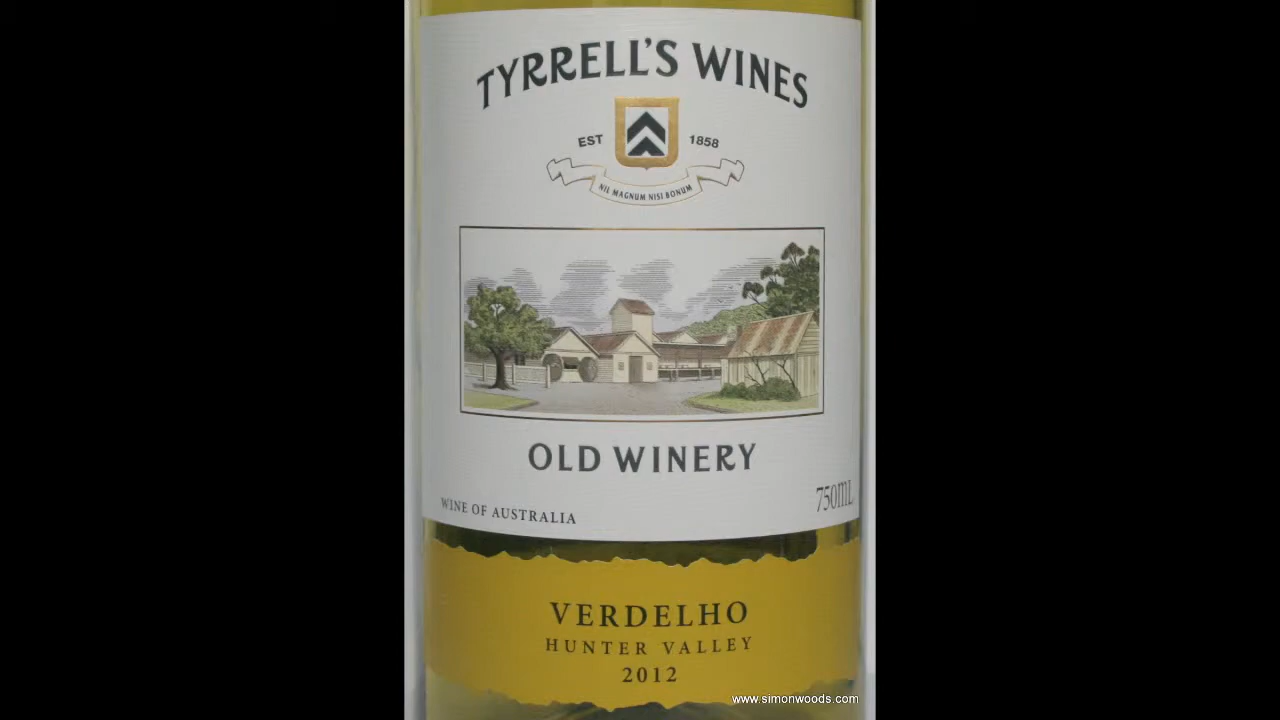 TYRRELL'S WINES
EST 1858
NIL MAGNUM NISI BONUM
OLD WINERY
WINE OF AUSTRALIA
750mL
VERDELHO
HUNTER VALLEY
2012
www.simonwoods.com